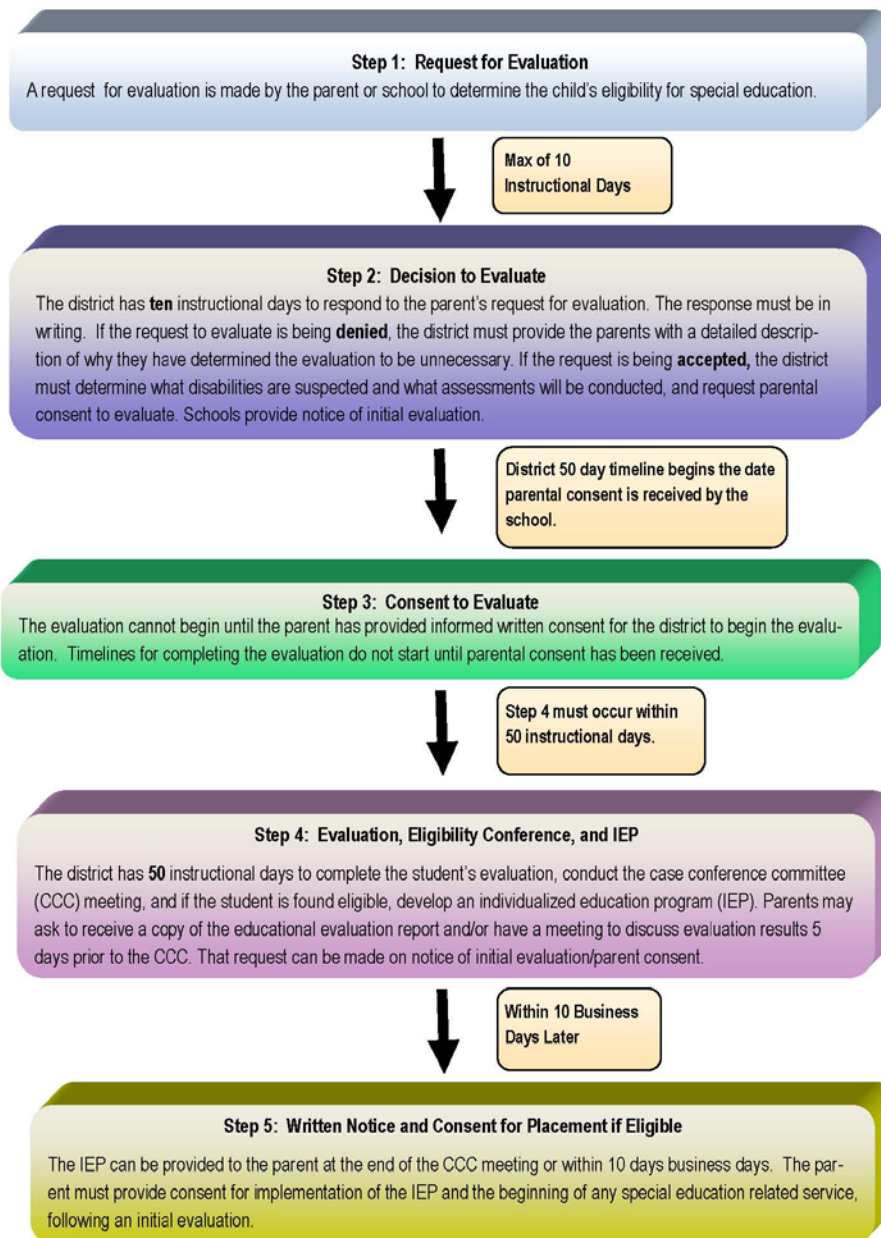 Step 1: Request for Evaluation
A request for evaluation is made by the parent or school to determine the child's eligibility for special education.
Max of 10
Instructional Days
Step 2: Decision to Evaluate
The district has ten instructional days to respond to the parent's request for evaluation. The response must be in
writing. If the request to evaluate is being denied, the district must provide the parents with a detailed descrip-
tion of why they have determined the evaluation to be unnecessary. If the request is being accepted, the district
must determine what disabilities are suspected and what assessments will be conducted, and request parental
consent to evaluate. Schools provide notice of initial evaluation.
District 50 day timeline begins the date
parental consent is received by the
school.
Step 3: Consent to Evaluate
The evaluation cannot begin until the parent has provided informed written consent for the district to begin the evalu-
ation. Timelines for completing the evaluation do not start until parental consent has been received.
Step 4 must occur within
50 instructional days.
Step 4: Evaluation, Eligibility Conference, and IEP
The district has 50 instructional days to complete the student's evaluation, conduct the case conference committee
(CCC) meeting, and if the student is found eligible, develop an individualized education program (IEP). Parents may
ask to receive a copy of the educational evaluation report and/or have a meeting to discuss evaluation results 5
days prior to the CCC. That request can be made on notice of initial evaluation/parent consent.
Within 10 Business
Days Later
Step 5: Written Notice and Consent for Placement if Eligible
The IEP can be provided to the parent at the end of the CCC meeting or within 10 days business days. The par-
ent must provide consent for implementation of the IEP and the beginning of any special education related service,
following an initial evaluation.